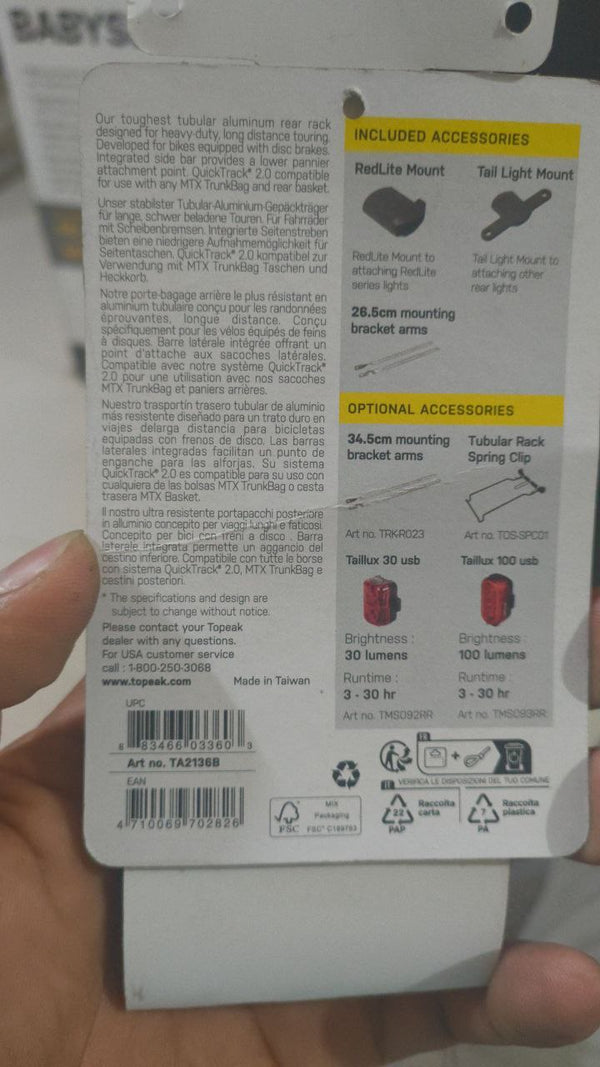 BABYS
Our toughest tubular aluminum rear rack
designed for heavy-duty, long distance touring.
Developed for bikes equipped with disc brakes.
Integrated side bar provides a lower pannier
attachment point. QuickTrack® 2.0 compatible
for use with any MTX TrunkBag and rear basket.
Unser stabilster Tubular-Aluminium-Gepäckträger
für lange, schwer beladene Touren. Für Fahrräder
mit Scheibenbremsen. Integrierte Seitenstreben
bieten eine niedrigere Aufnahmemöglichkeit für
Seitentaschen. QuickTrack® 2.0 kompatibel zur
Verwendung mit MTX TrunkBag Taschen und
Heckkorb.
Notre porte-bagage arrière le plus résistant en
aluminium tubulaire conçu pour les randonnées
éprouvantes, longue distance. Conçu
spécifiquement pour les vélos équipés de feins
à disques. Barre latérale intégrée offrant un
point d'attache aux sacoches latérales.
Compatible avec notre système QuickTrack®
2.0 pour une utilisation avec nos sacoches
MTX TrunkBag et paniers arrières.
Nuestro trasportín trasero tubular de aluminio
más resistente diseñado para un trato duro en
viajes delarga distancia para bicicletas
equipadas con frenos de disco. Las barras
laterales integradas facilitan un punto de
enganche para las alforjas. Su sistema
QuickTrack® 2.0 es compatible para su uso con
cualquiera de las bolsas MTX TrunkBag o cesta
trasera MTX Basket.
Il nostro ultra resistente portapacchi posteriore
in alluminio concepito per viaggi lunghi e faticosi.
Concepito per bici con freni a disco . Barra
laterale integrata permette un aggancio del
cestino inferiore. Compatibile con tutte le borse
con sistema QuickTrack® 2.0, MTX TrunkBag e
cestini posteriori.
* The specifications and design are
subject to change without notice.
Please contact your Topeak
dealer with any questions.
For USA customer service
call : 1-800-250-3068
www.topeak.com Made in Taiwan
UPC
6 83466 03360 3
Art no. TA2136B
EAN
4 710069 702826
INCLUDED ACCESSORIES
RedLite Mount Tail Light Mount
RedLite Mount to
attaching RedLite
series lights
Tail Light Mount to
attaching other
rear lights
26.5cm mounting
bracket arms
OPTIONAL ACCESSORIES
34.5cm mounting
bracket arms
Tubular Rack
Spring Clip
Art no. TRK-R023 Art no. TOS-SPC01
Taillux 30 usb Taillux 100 usb
Brightness :
30 lumens
Runtime :
3 - 30 hr
Art no. TMS092RR
Brightness :
100 lumens
Runtime :
3 - 30 hr
Art no. TMS093RR
FR
IT VERIFICA LE DISPOSIZIONI DEL TUO COMUNE
FSC
MIX
Packaging
FSC® C189793
22
PAP
Raccolta
carta
7
PA
Raccolta
plastica